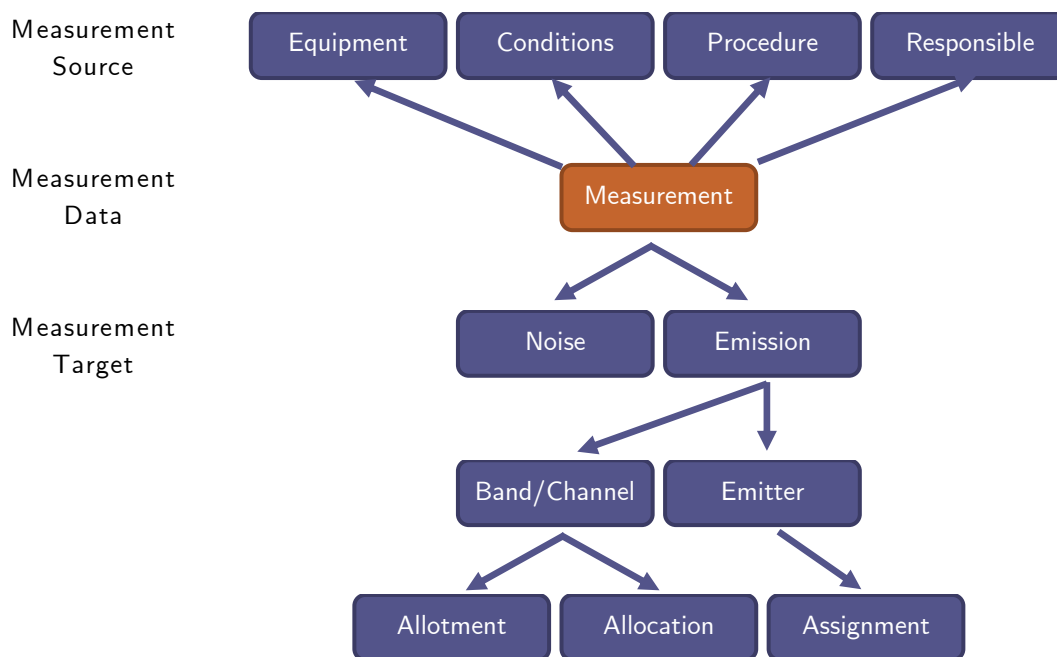 Measurement
Source
Equipment
Conditions
Procedure
Responsible
Measurement
Data
Measurement
Measurement
Target
Noise
Emission
Band/Channel
Emitter
Allotment
Allocation
Assignment